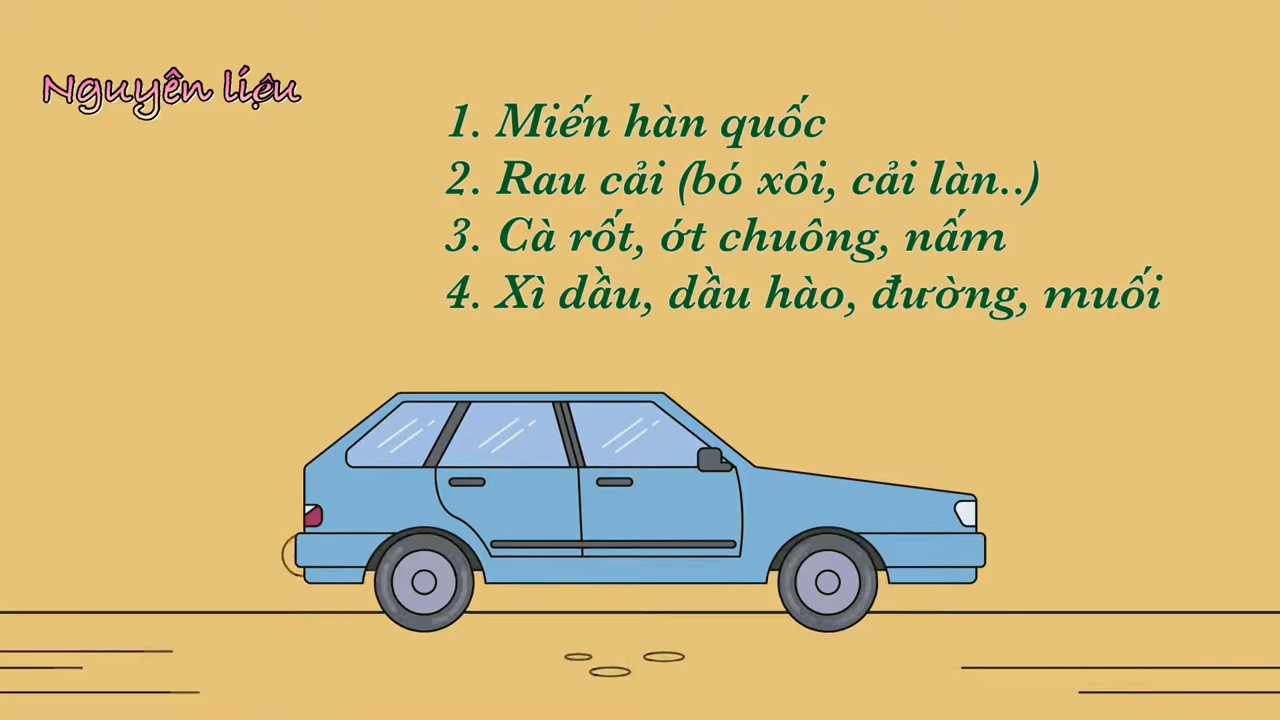 Nguyên liệu
1. Miến hàn quốc
2. Rau cải (bó xôi, cải làn..)
3. Cà rốt, ớt chuông, nấm
4. Xì dầu, dầu hào, đường, muối